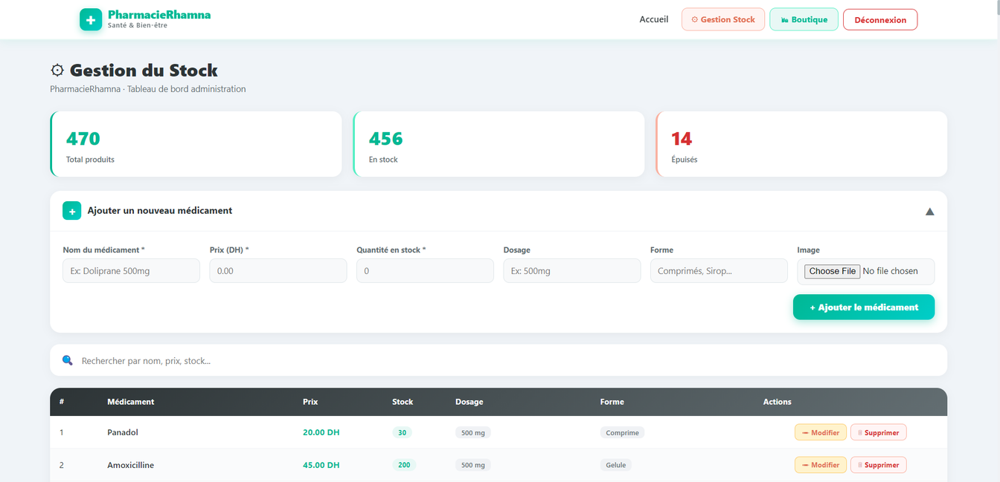 PharmacieRhamna
Santé & Bien-être
Accueil
Gestion Stock
Boutique
Déconnexion
Gestion du Stock
PharmacieRhamna · Tableau de bord administration
470
Total produits
456
En stock
14
Épuisés
+ Ajouter un nouveau médicament
Nom du médicament * Prix (DH) * Quantité en stock * Dosage Forme Image
Ex: Doliprane 500mg 0.00 0 Ex: 500mg Comprimés, Sirop... Choose File No file chosen
+ Ajouter le médicament
Rechercher par nom, prix, stock...
# Médicament Prix Stock Dosage Forme Actions
1 Panadol 20.00 DH 30 500 mg Comprime Modifier Supprimer
2 Amoxicilline 45.00 DH 200 500 mg Gelule Modifier Supprimer